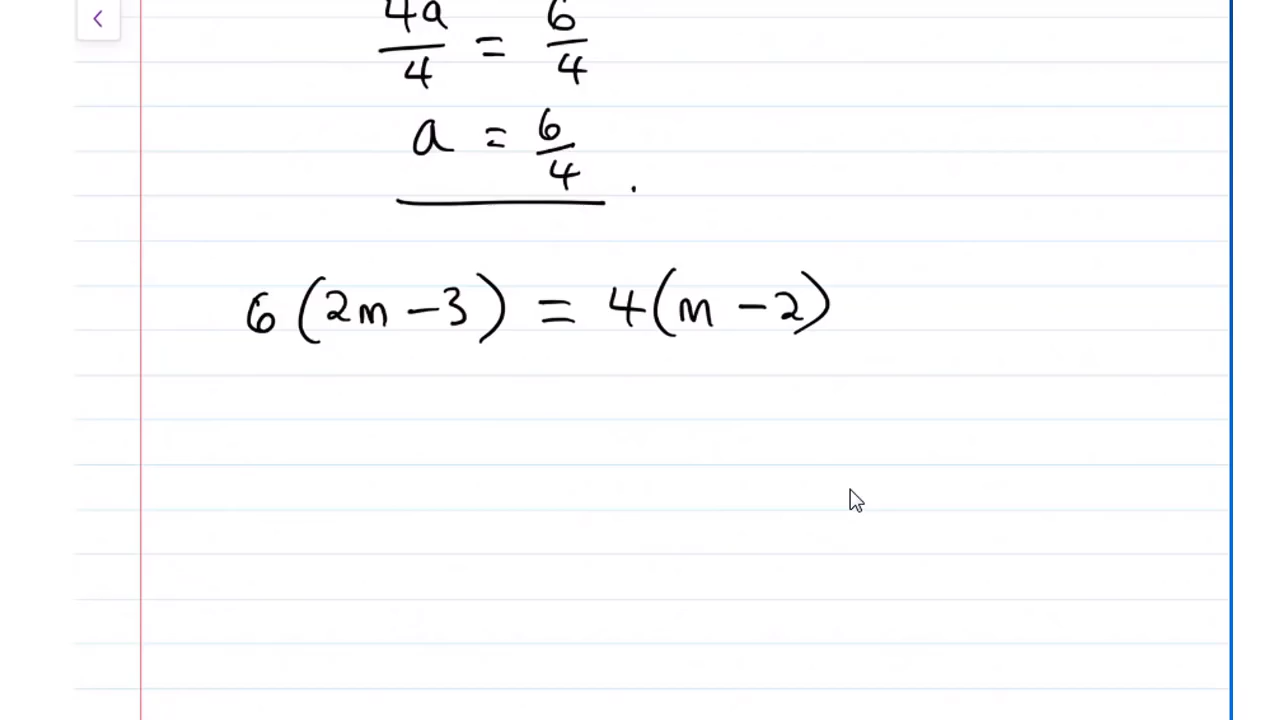 4a/4 = 6/4
a = 6/4 .
6(2m - 3) = 4(m - 2)